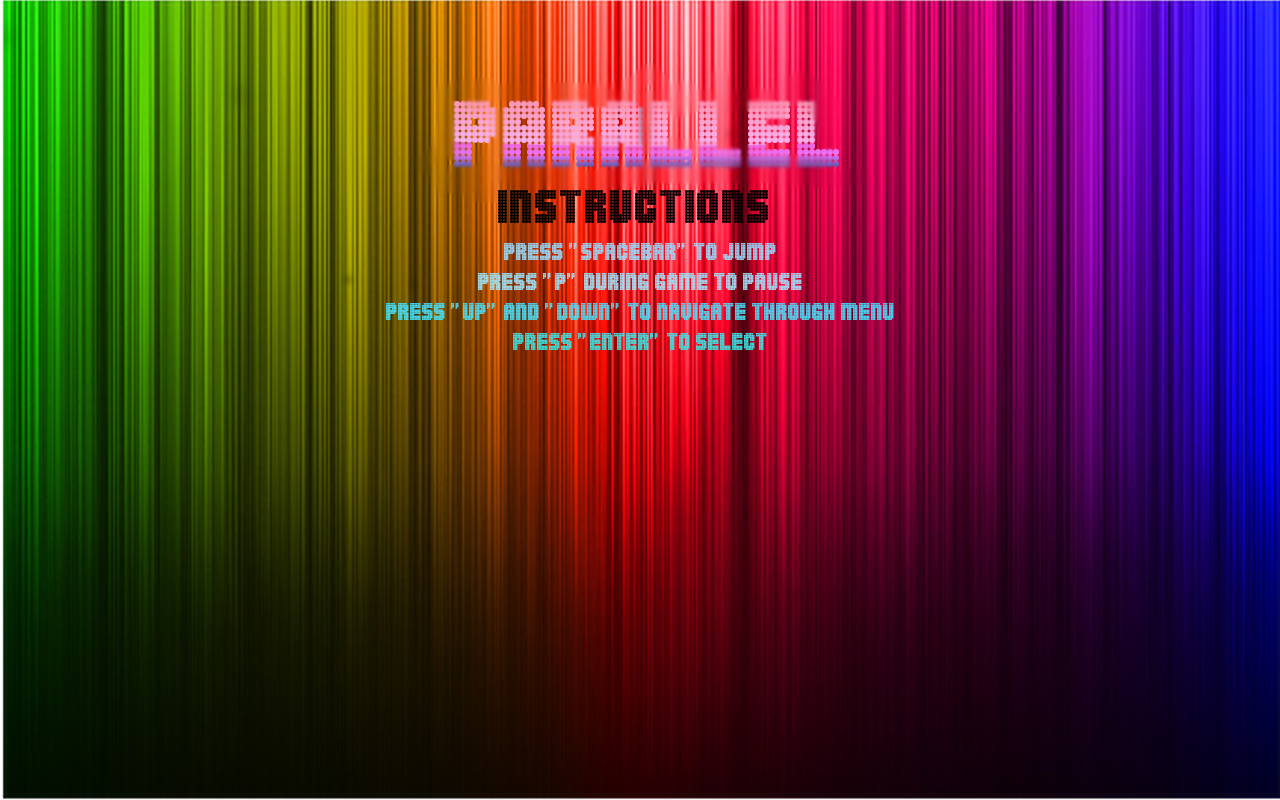 PARALLEL
INSTRUCTIONS
PRESS "SPACEBAR" TO JUMP
PRESS "P" DURING GAME TO PAUSE
PRESS "UP" AND "DOWN" TO NAVIGATE THROUGH MENU
PRESS "ENTER" TO SELECT